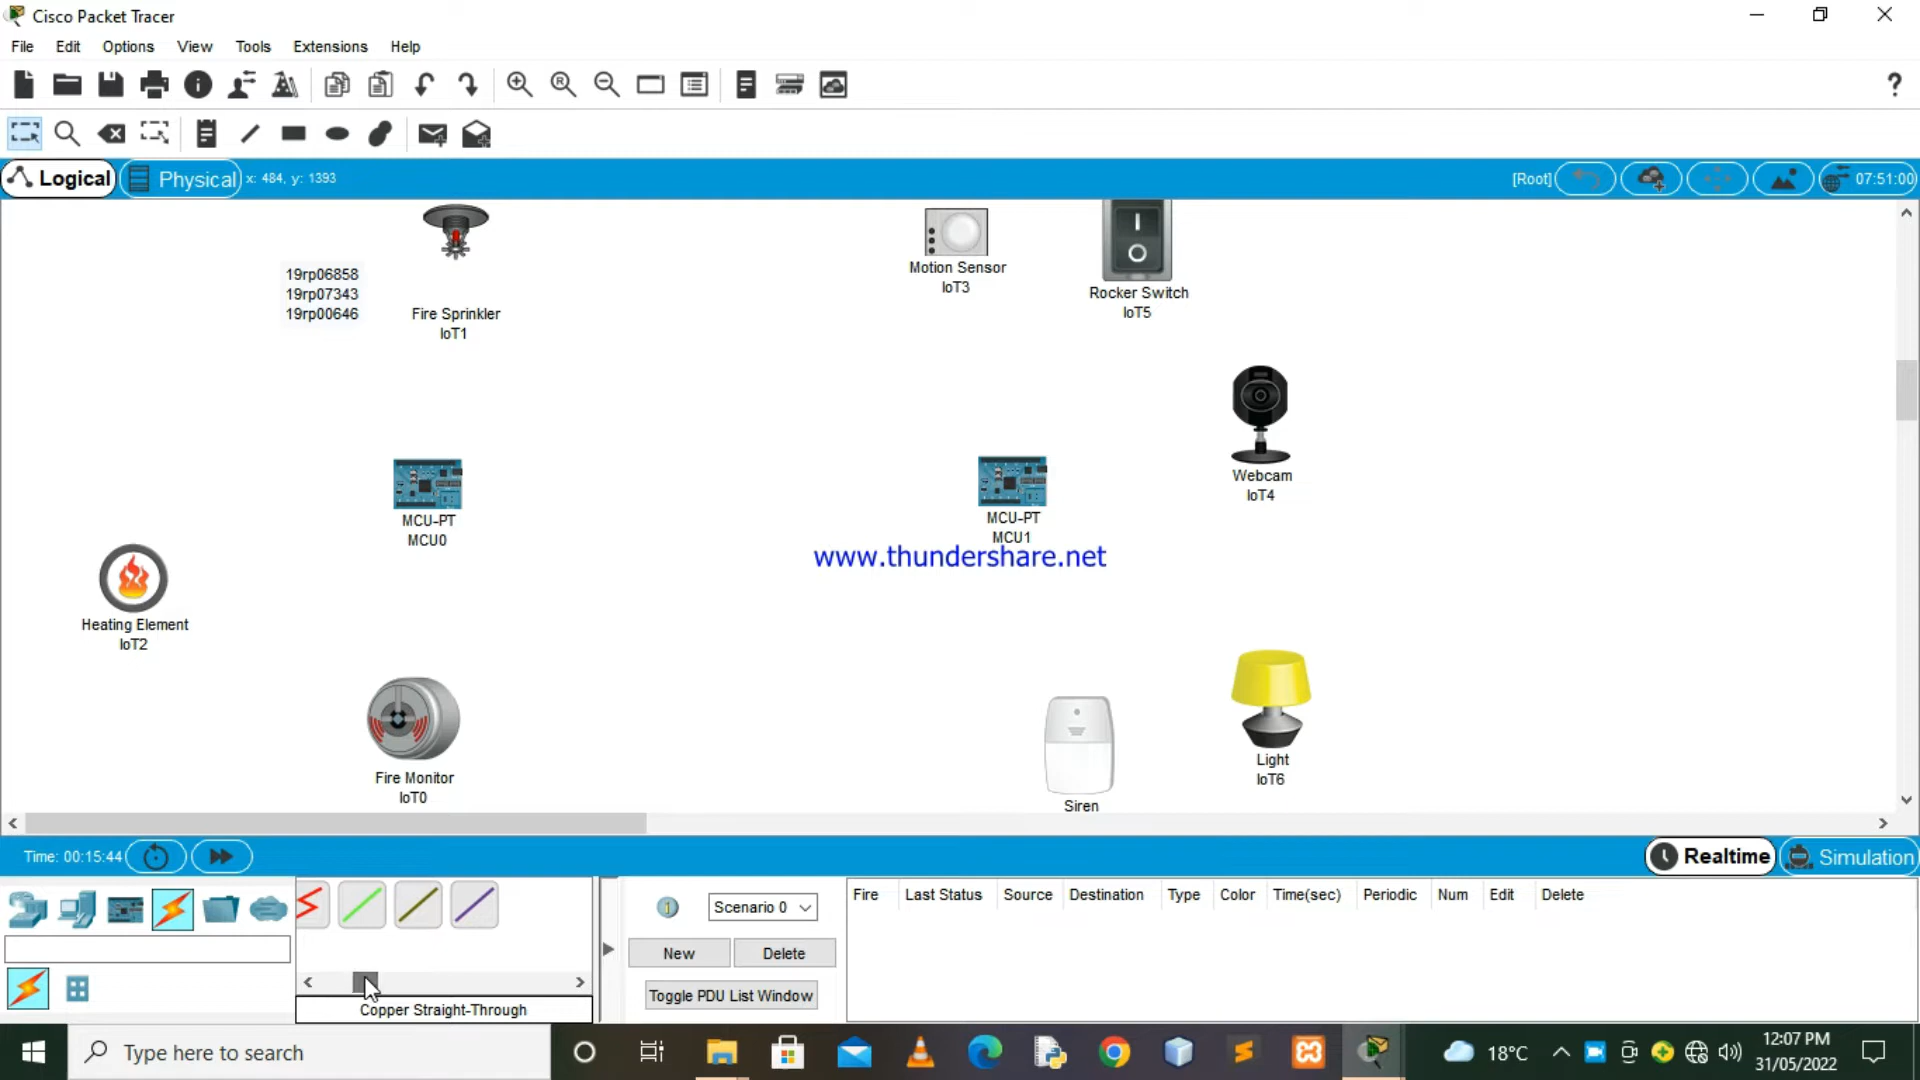 Cisco Packet Tracer
File Edit Options View Tools Extensions Help
Logical Physical x: 484, y: 1393 [Root] 07:51:00
19rp06858
19rp07343
19rp00646
Fire Sprinkler
IoT1
Motion Sensor
IoT3
Rocker Switch
IoT5
Webcam
IoT4
MCU-PT
MCU0
MCU-PT
MCU1
www.thundershare.net
Heating Element
IoT2
Fire Monitor
IoT0
Siren
Light
IoT6
Time: 00:15:44 Realtime Simulation
Scenario 0
New Delete
Toggle PDU List Window
Fire Last Status Source Destination Type Color Time(sec) Periodic Num Edit Delete
Copper Straight-Through
Type here to search
18°C
12:07 PM
31/05/2022